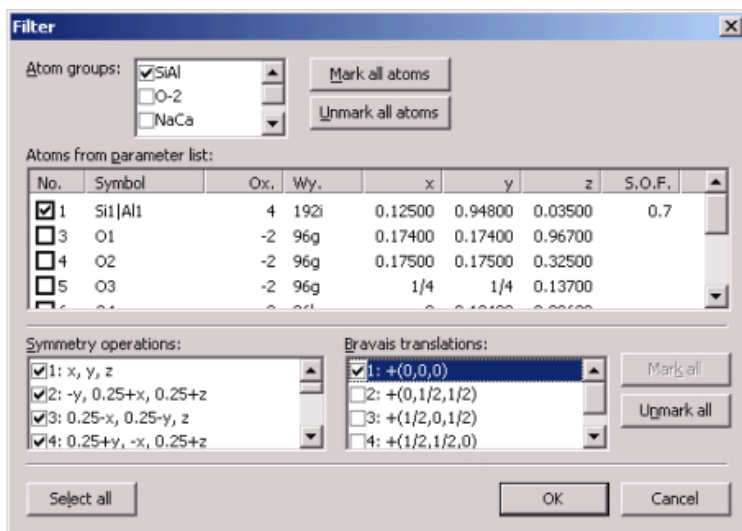 Filter
Atom groups:
SiAl
O-2
NaCa
Mark all atoms
Unmark all atoms
Atoms from parameter list:
No. Symbol Ox. Wy. x y z S.O.F.
1 Si1|Al1 4 192i 0.12500 0.94800 0.03500 0.7
3 O1 -2 96g 0.17400 0.17400 0.96700
4 O2 -2 96g 0.17500 0.17500 0.32500
5 O3 -2 96g 1/4 1/4 0.13700
Symmetry operations:
1: x, y, z
2: -y, 0.25+x, 0.25+z
3: 0.25-x, 0.25-y, z
4: 0.25+y, -x, 0.25+z
Bravais translations:
1: +(0,0,0)
2: +(0,1/2,1/2)
3: +(1/2,0,1/2)
4: +(1/2,1/2,0)
Mark all
Unmark all
Select all
OK
Cancel